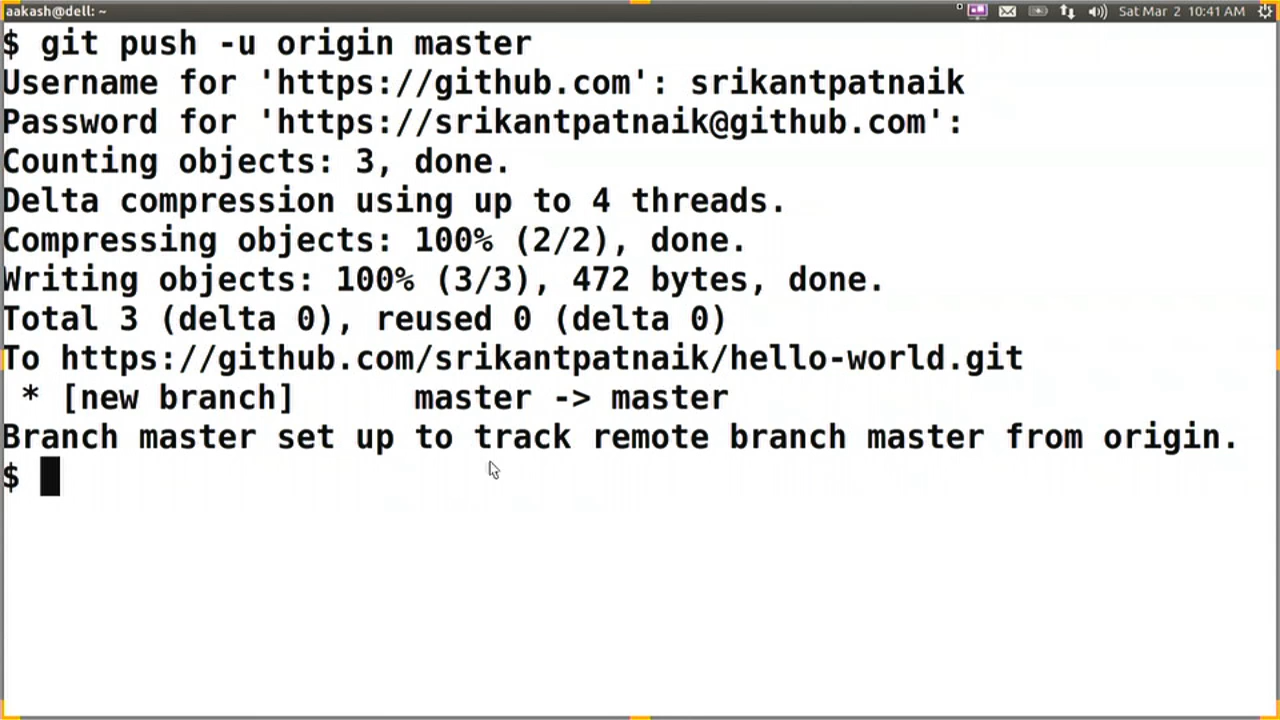 aakash@dell: ~
Sat Mar 2 10:41 AM
$ git push -u origin master
Username for 'https://github.com': srikantpatnaik
Password for 'https://srikantpatnaik@github.com':
Counting objects: 3, done.
Delta compression using up to 4 threads.
Compressing objects: 100% (2/2), done.
Writing objects: 100% (3/3), 472 bytes, done.
Total 3 (delta 0), reused 0 (delta 0)
To https://github.com/srikantpatnaik/hello-world.git
 * [new branch]      master -> master
Branch master set up to track remote branch master from origin.
$